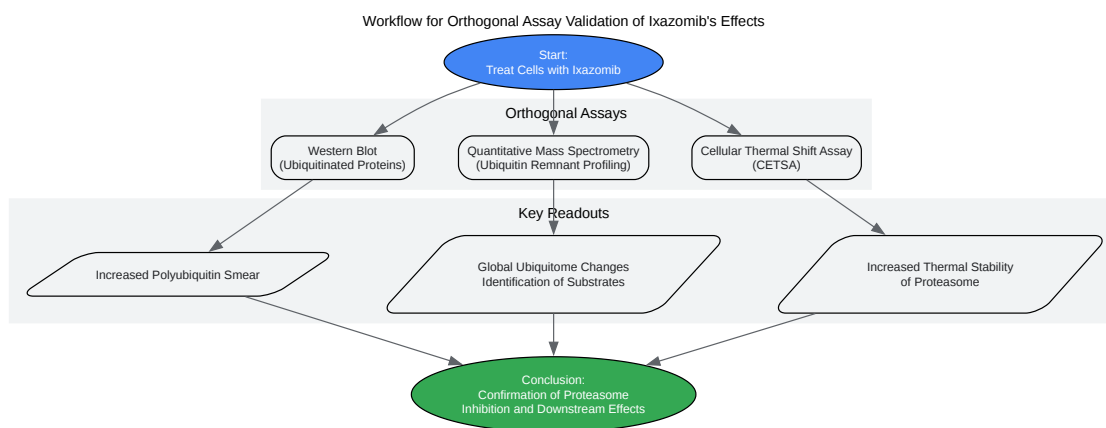 Workflow for Orthogonal Assay Validation of Ixazomib's Effects
Start:
Treat Cells with Ixazomib
Orthogonal Assays
Western Blot
(Ubiquitinated Proteins)
Quantitative Mass Spectrometry
(Ubiquitin Remnant Profiling)
Cellular Thermal Shift Assay
(CETSA)
Key Readouts
Increased Polyubiquitin Smear
Global Ubiquitome Changes
Identification of Substrates
Increased Thermal Stability
of Proteasome
Conclusion:
Confirmation of Proteasome
Inhibition and Downstream Effects